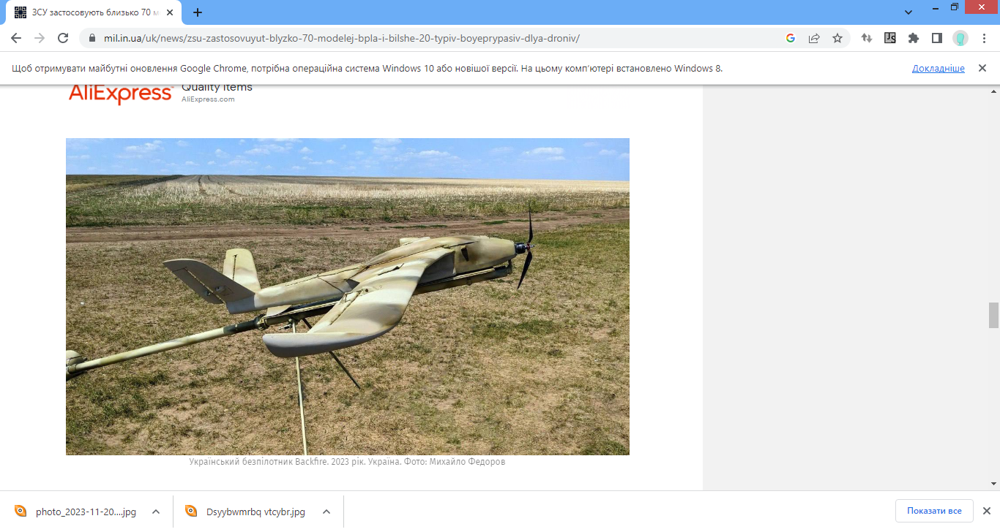 ЗСУ застосовують близько 70 м
mil.in.ua/uk/news/zsu-zastosovuyut-blyzko-70-modelej-bpla-i-bilshe-20-typiv-boyeprypasiv-dlya-droniv/
JS
Щоб отримувати майбутні оновлення Google Chrome, потрібна операційна система Windows 10 або новішої версії. На цьому комп’ютері встановлено Windows 8.
Докладніше
AliExpress
Quality items
AliExpress.com
Український безпілотник Backfire. 2023 рік. Україна. Фото: Михайло Федоров
photo_2023-11-20....jpg
Dsyybwmrbq vtcybr.jpg
Показати все